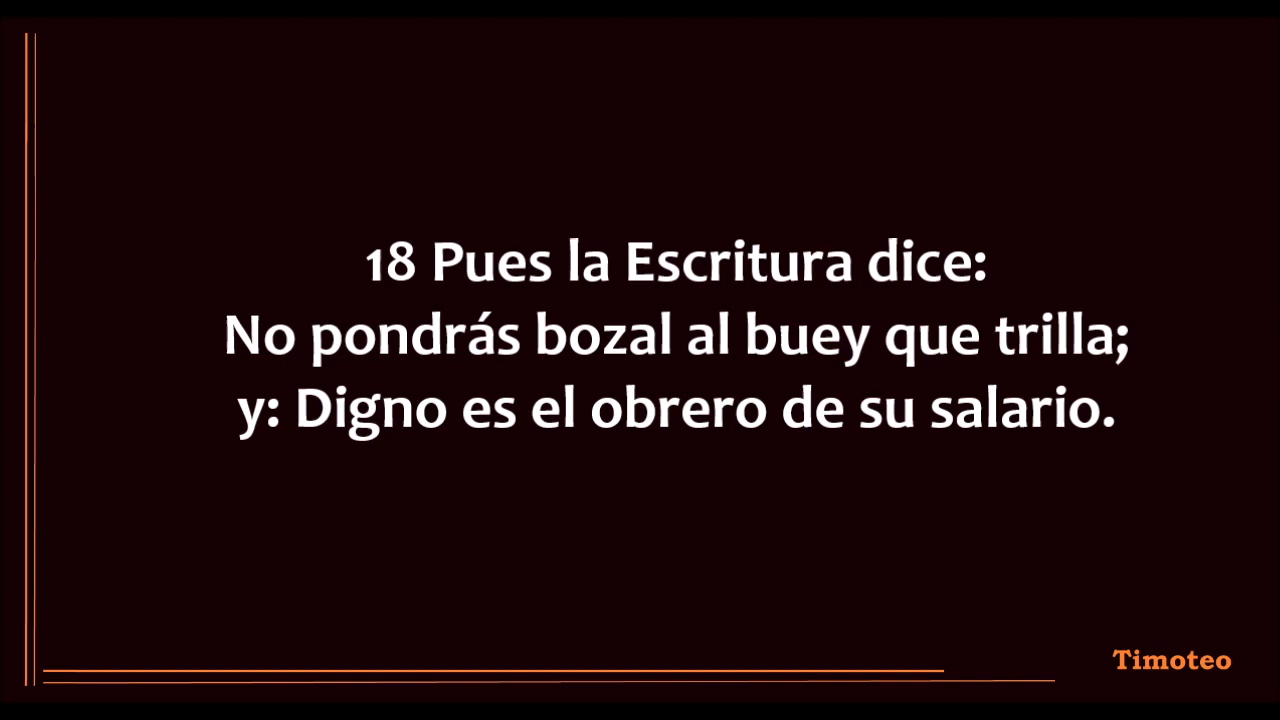 18 Pues la Escritura dice:
No pondrás bozal al buey que trilla;
y: Digno es el obrero de su salario.
Timoteo